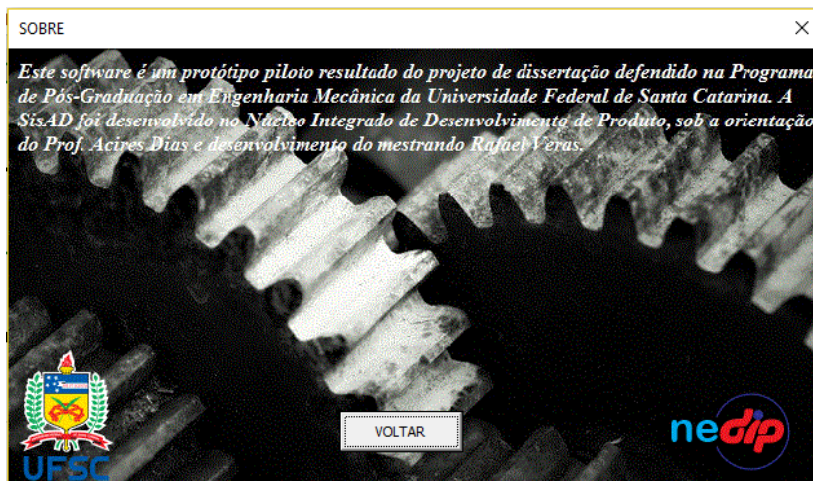 SOBRE
Este software é um protótipo piloto resultado do projeto de dissertação defendido na Programa
de Pós-Graduação em Engenharia Mecânica da Universidade Federal de Santa Catarina. A
SisAD foi desenvolvido no Núcleo Integrado de Desenvolvimento de Produto, sob a orientação
do Prof. Acires Dias e desenvolvimento do mestrando Rafael Veras.
VOLTAR
nedip
UFSC